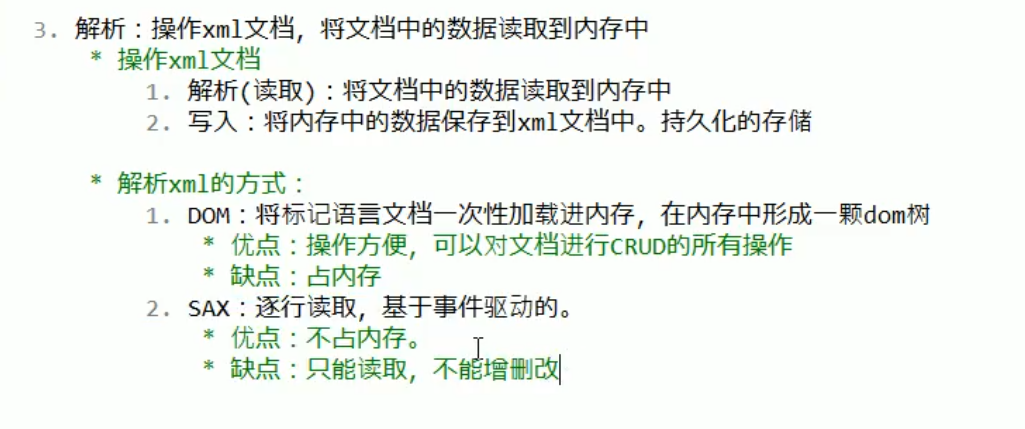 3. 解析：操作xml文档，将文档中的数据读取到内存中
* 操作xml文档
1. 解析(读取)：将文档中的数据读取到内存中
2. 写入：将内存中的数据保存到xml文档中。持久化的存储
* 解析xml的方式：
1. DOM：将标记语言文档一次性加载进内存，在内存中形成一颗dom树
* 优点：操作方便，可以对文档进行CRUD的所有操作
* 缺点：占内存
2. SAX：逐行读取，基于事件驱动的。
* 优点：不占内存。
* 缺点：只能读取，不能增删改